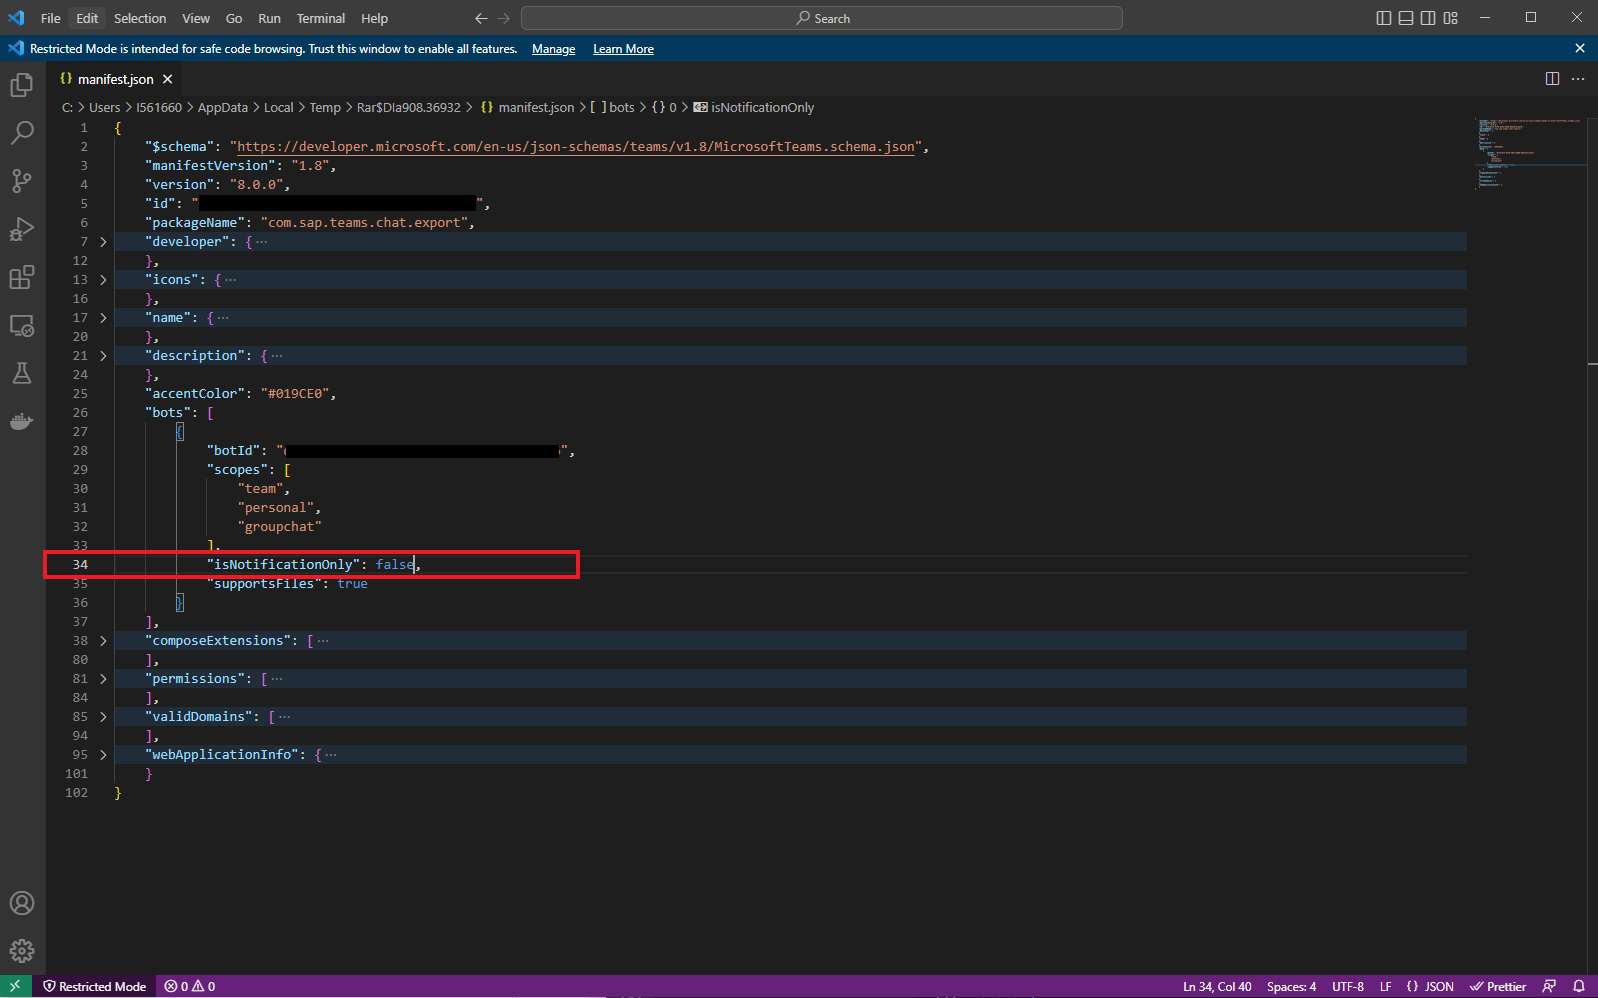 File Edit Selection View Go Run Terminal Help
Search
Restricted Mode is intended for safe code browsing. Trust this window to enable all features. Manage Learn More
{} manifest.json
C: > Users > I561660 > AppData > Local > Temp > Rar$DIa908.36932 > {} manifest.json > [ ] bots > {} 0 > isNotificationOnly
1 {
2 "$schema": "https://developer.microsoft.com/en-us/json-schemas/teams/v1.8/MicrosoftTeams.schema.json",
3 "manifestVersion": "1.8",
4 "version": "8.0.0",
5 "id": "",
6 "packageName": "com.sap.teams.chat.export",
7 > "developer": { ···
12 },
13 > "icons": { ···
16 },
17 > "name": { ···
20 },
21 > "description": { ···
24 },
25 "accentColor": "#019CE0",
26 "bots": [
27 {
28 "botId": "",
29 "scopes": [
30 "team",
31 "personal",
32 "groupchat"
33 ],
34 "isNotificationOnly": false,
35 "supportsFiles": true
36 }
37 ],
38 > "composeExtensions": [ ···
80 ],
81 > "permissions": [ ···
84 ],
85 > "validDomains": [ ···
94 ],
95 > "webApplicationInfo": { ···
101 }
102 }
Restricted Mode 0 0 Ln 34, Col 40 Spaces: 4 UTF-8 LF {} JSON Prettier